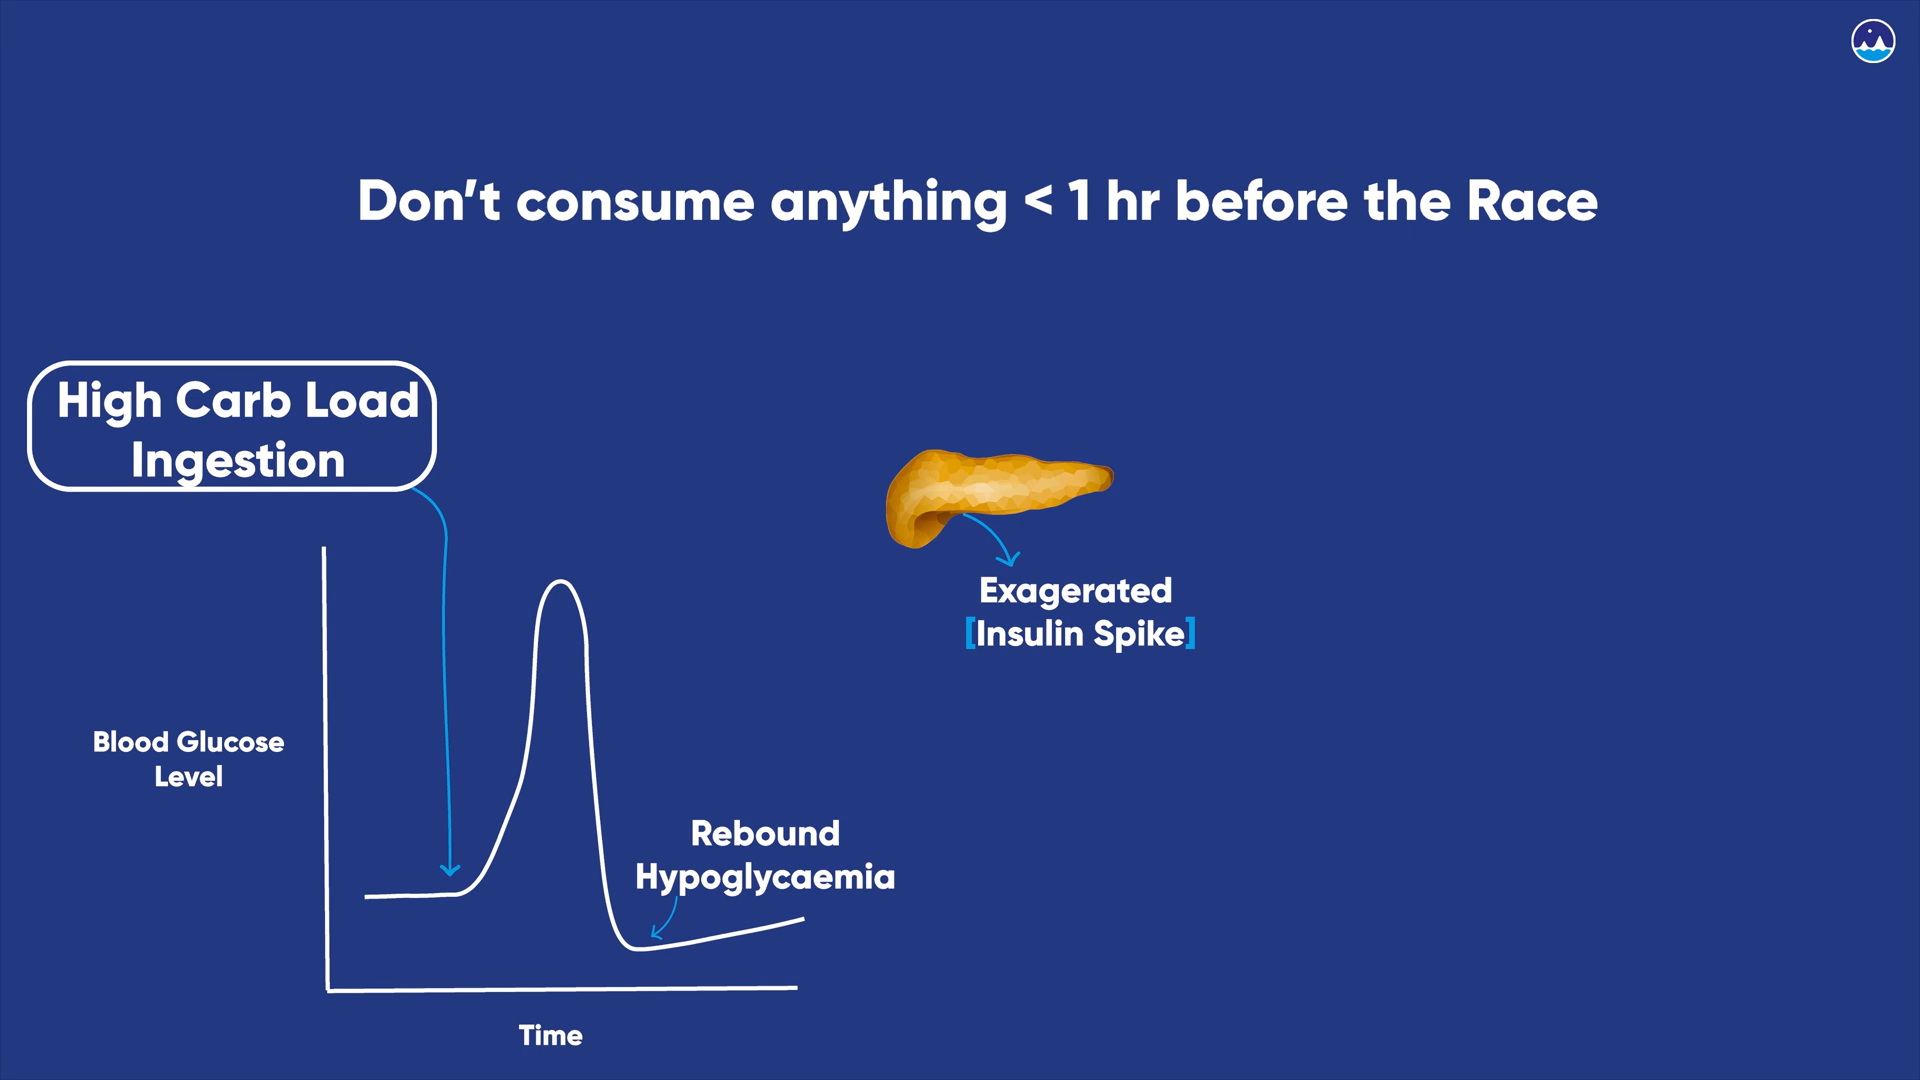 Don’t consume anything < 1 hr before the Race
High Carb Load
Ingestion
Exagerated
[Insulin Spike]
Blood Glucose
Level
Rebound
Hypoglycaemia
Time